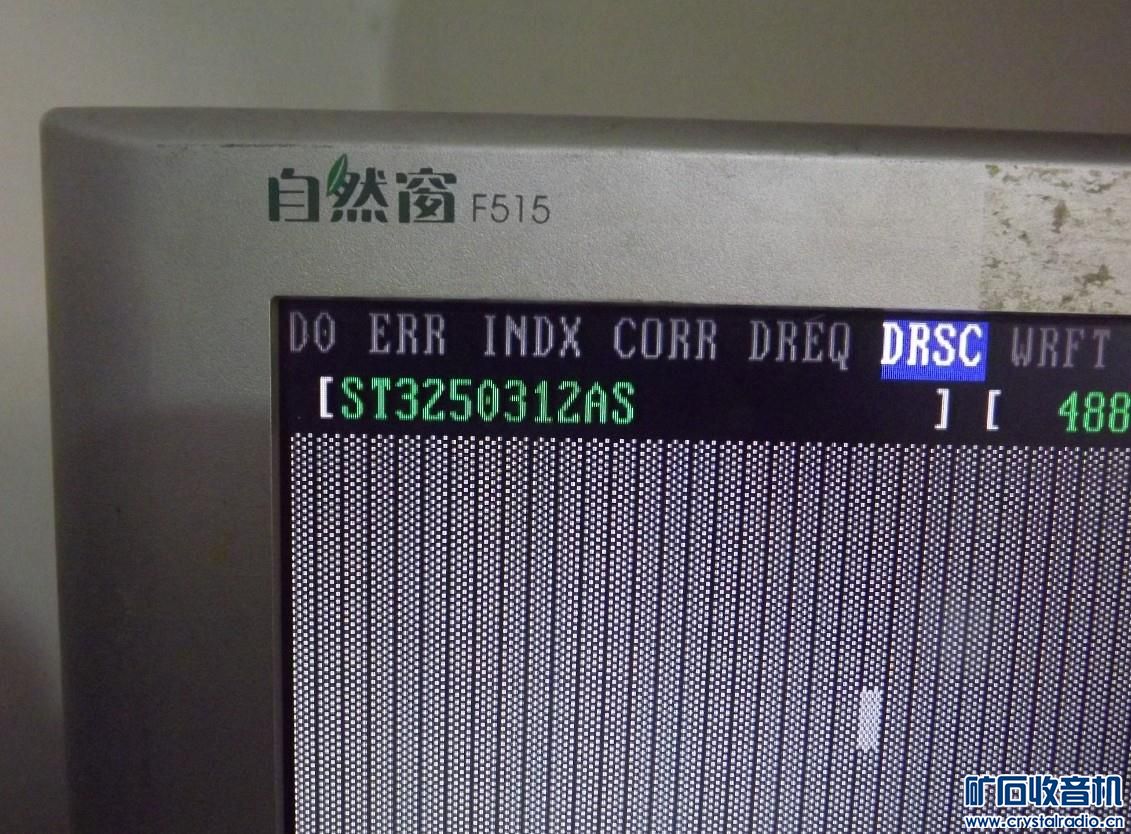 自然窗 F515
D0 ERR INDX CORR DREQ DRSC WRFT
[ST3250312AS ] [ 488
矿石收音机
www.crystalradio.cn